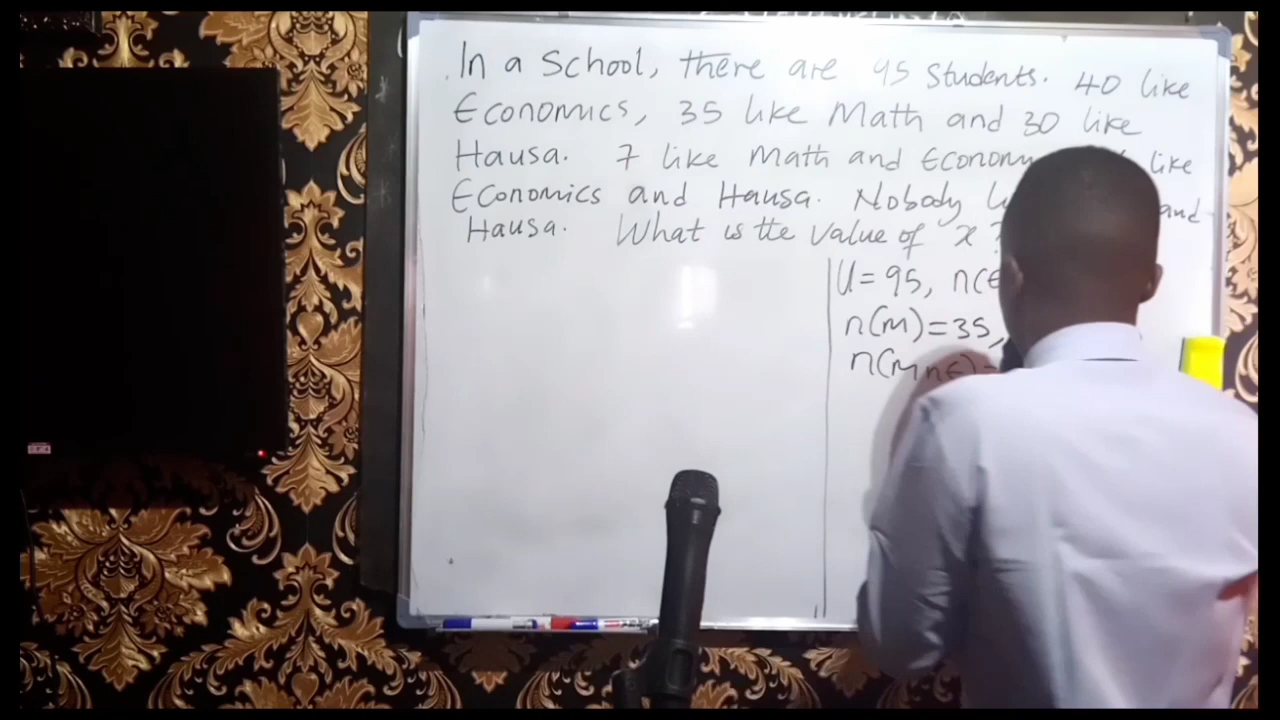 In a School, there are 95 Students. 40 like
Economics, 35 like Math and 30 like
Hausa. 7 like Math and like
Economics and Hausa. Nobody and
Hausa. What is the value of x ?
U = 95,
n(M) = 35,
n(M∩E) =